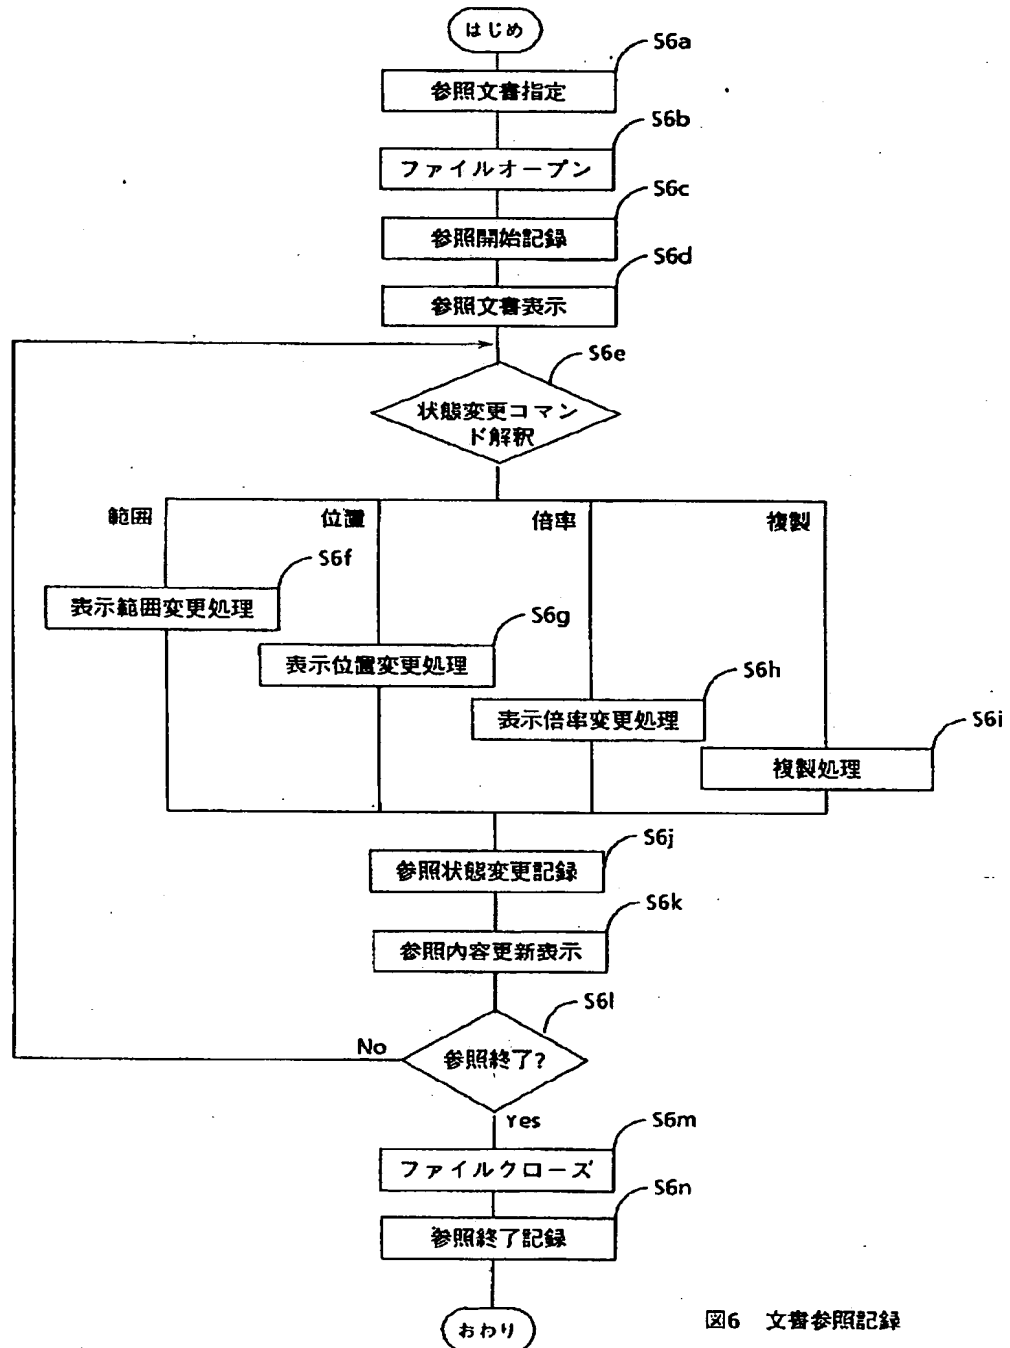 はじめ
S6a
参照文書指定
S6b
ファイルオープン
S6c
参照開始記録
S6d
参照文書表示
S6e
状態変更コマン
ド解釈
範囲
位置
倍率
複製
S6f
表示範囲変更処理
S6g
表示位置変更処理
S6h
表示倍率変更処理
S6i
複製処理
S6j
参照状態変更記録
S6k
参照内容更新表示
S6l
参照終了?
No
Yes
S6m
ファイルクローズ
S6n
参照終了記録
おわり
図6 文書参照記録